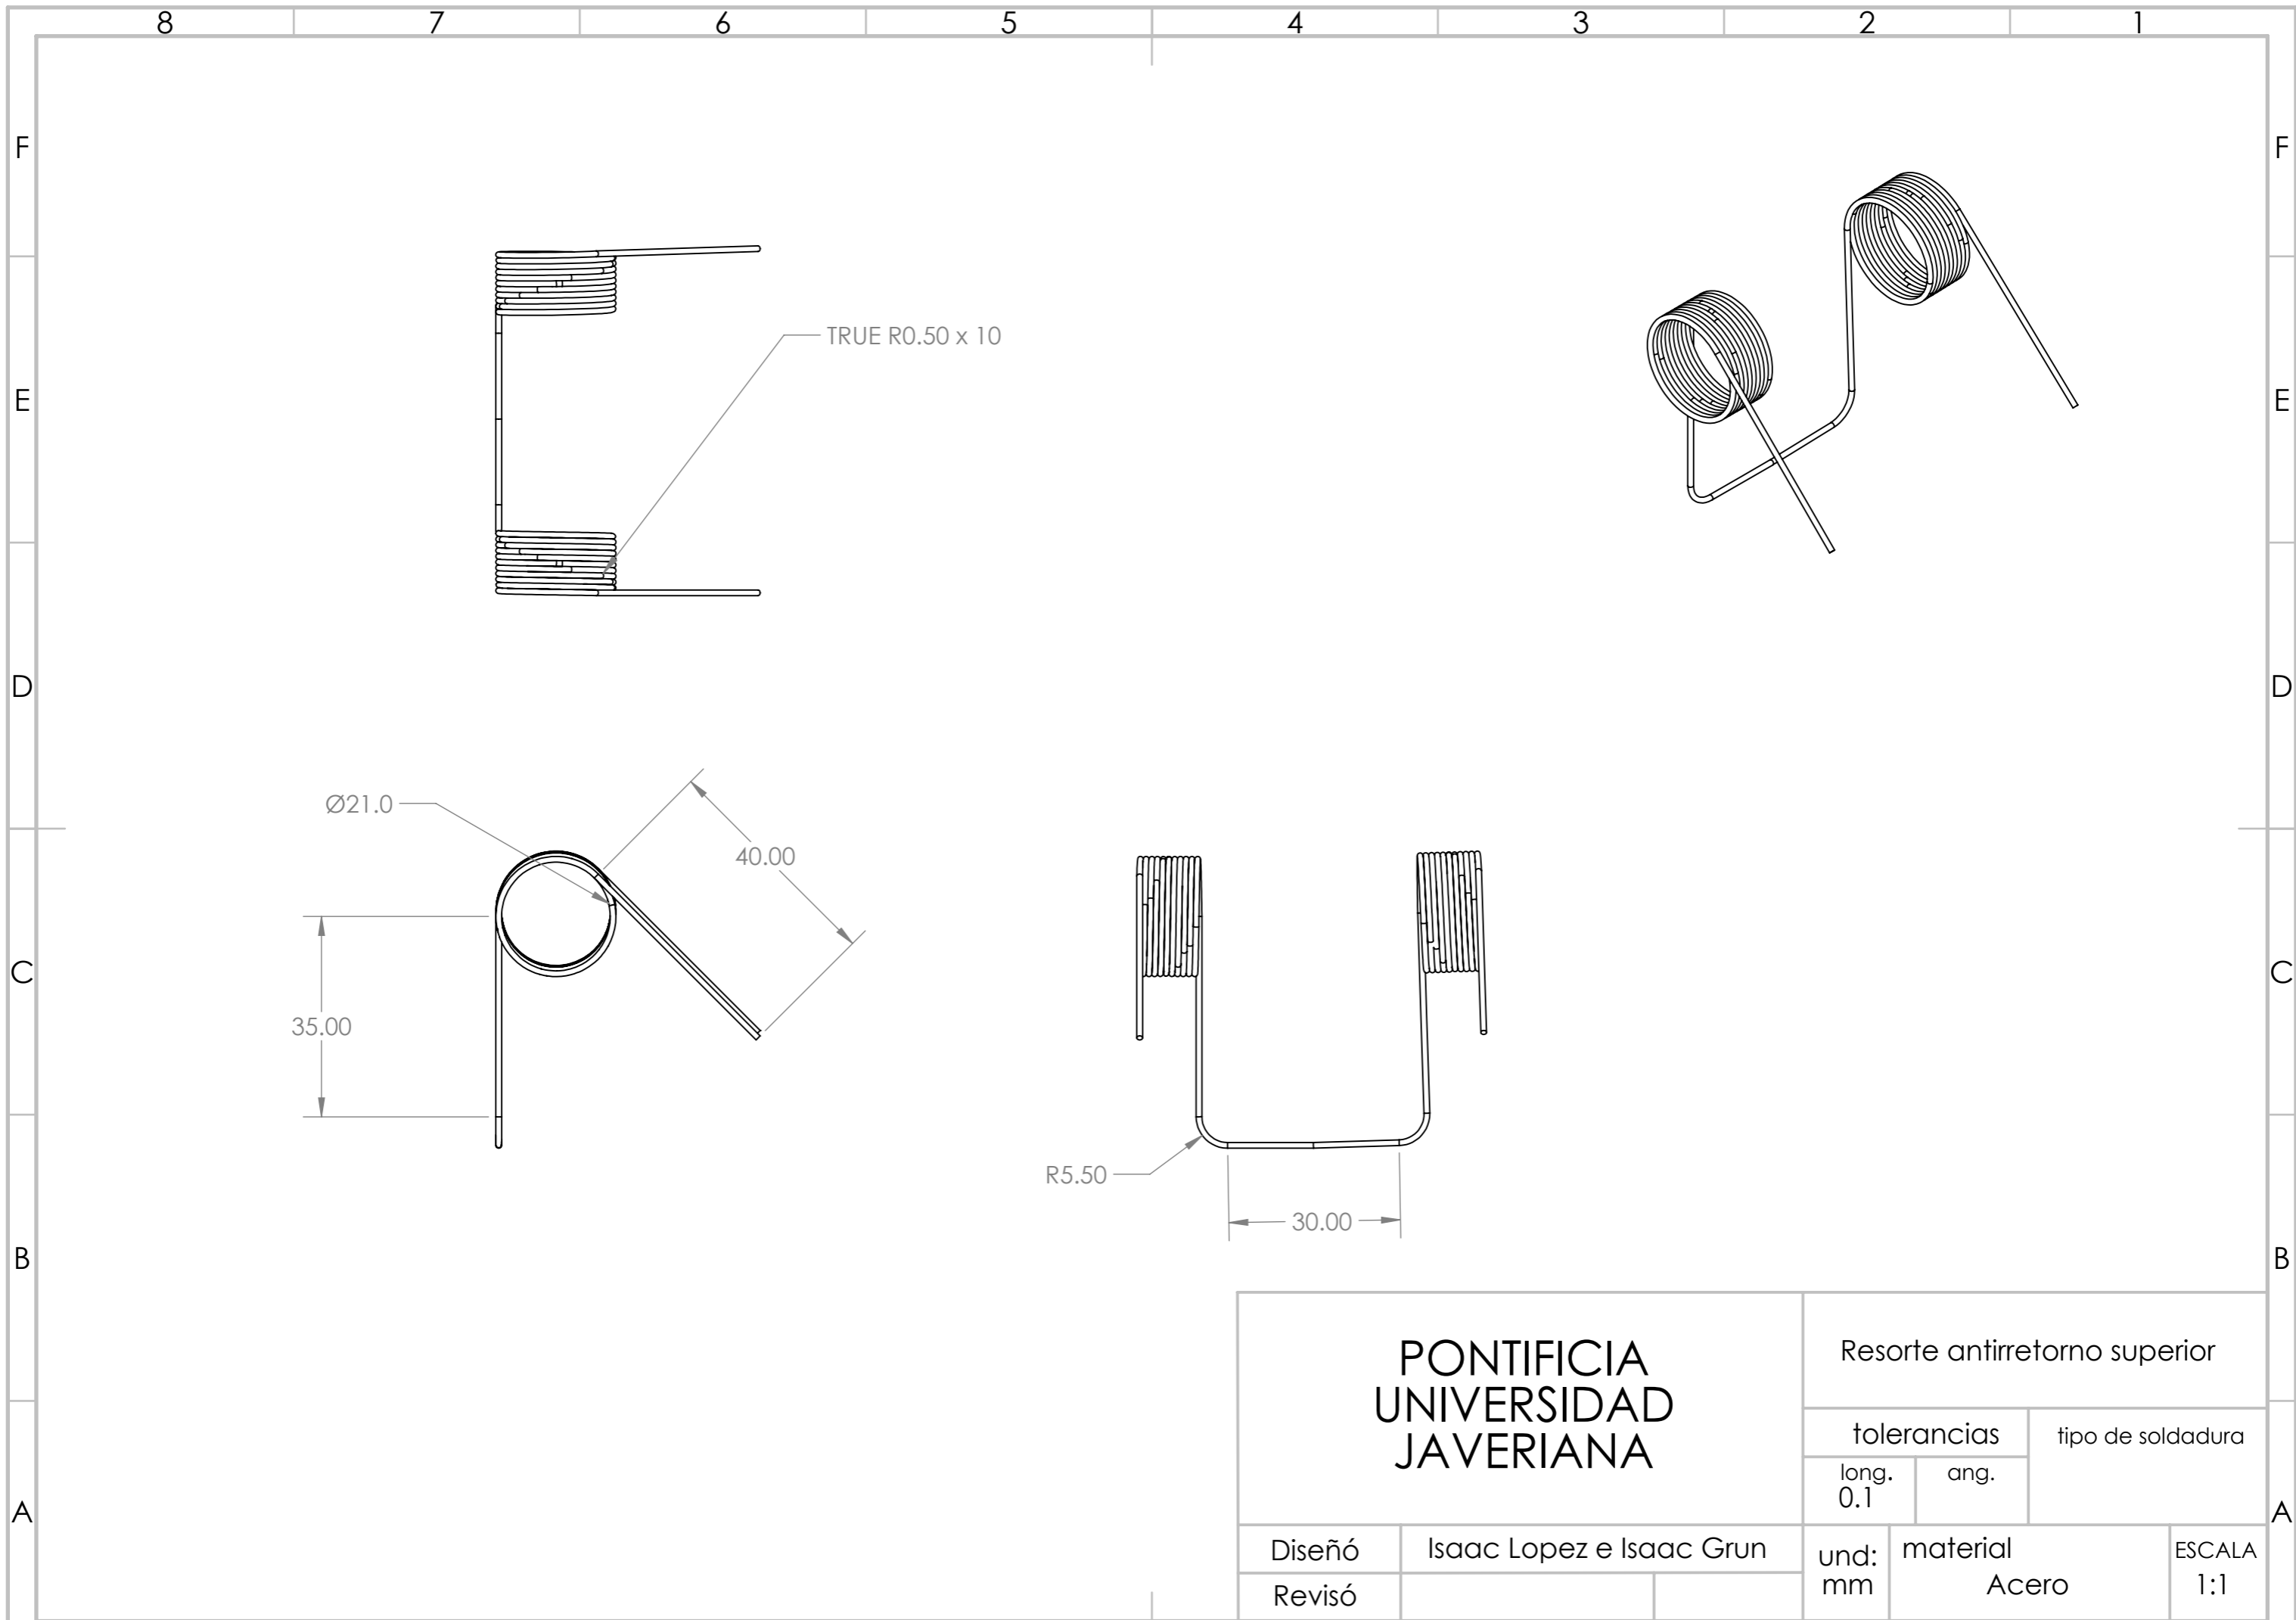 8 7 6 5 4 3 2 1
F F
E E
D D
C C
B B
A A
TRUE R0.50 x 10
Ø21.0
40.00
35.00
R5.50
30.00
PONTIFICIA
UNIVERSIDAD
JAVERIANA
Resorte antirretorno superior
tolerancias
tipo de soldadura
long.
0.1
ang.
Diseñó
Isaac Lopez e Isaac Grun
Revisó
und:
mm
material
Acero
ESCALA
1:1